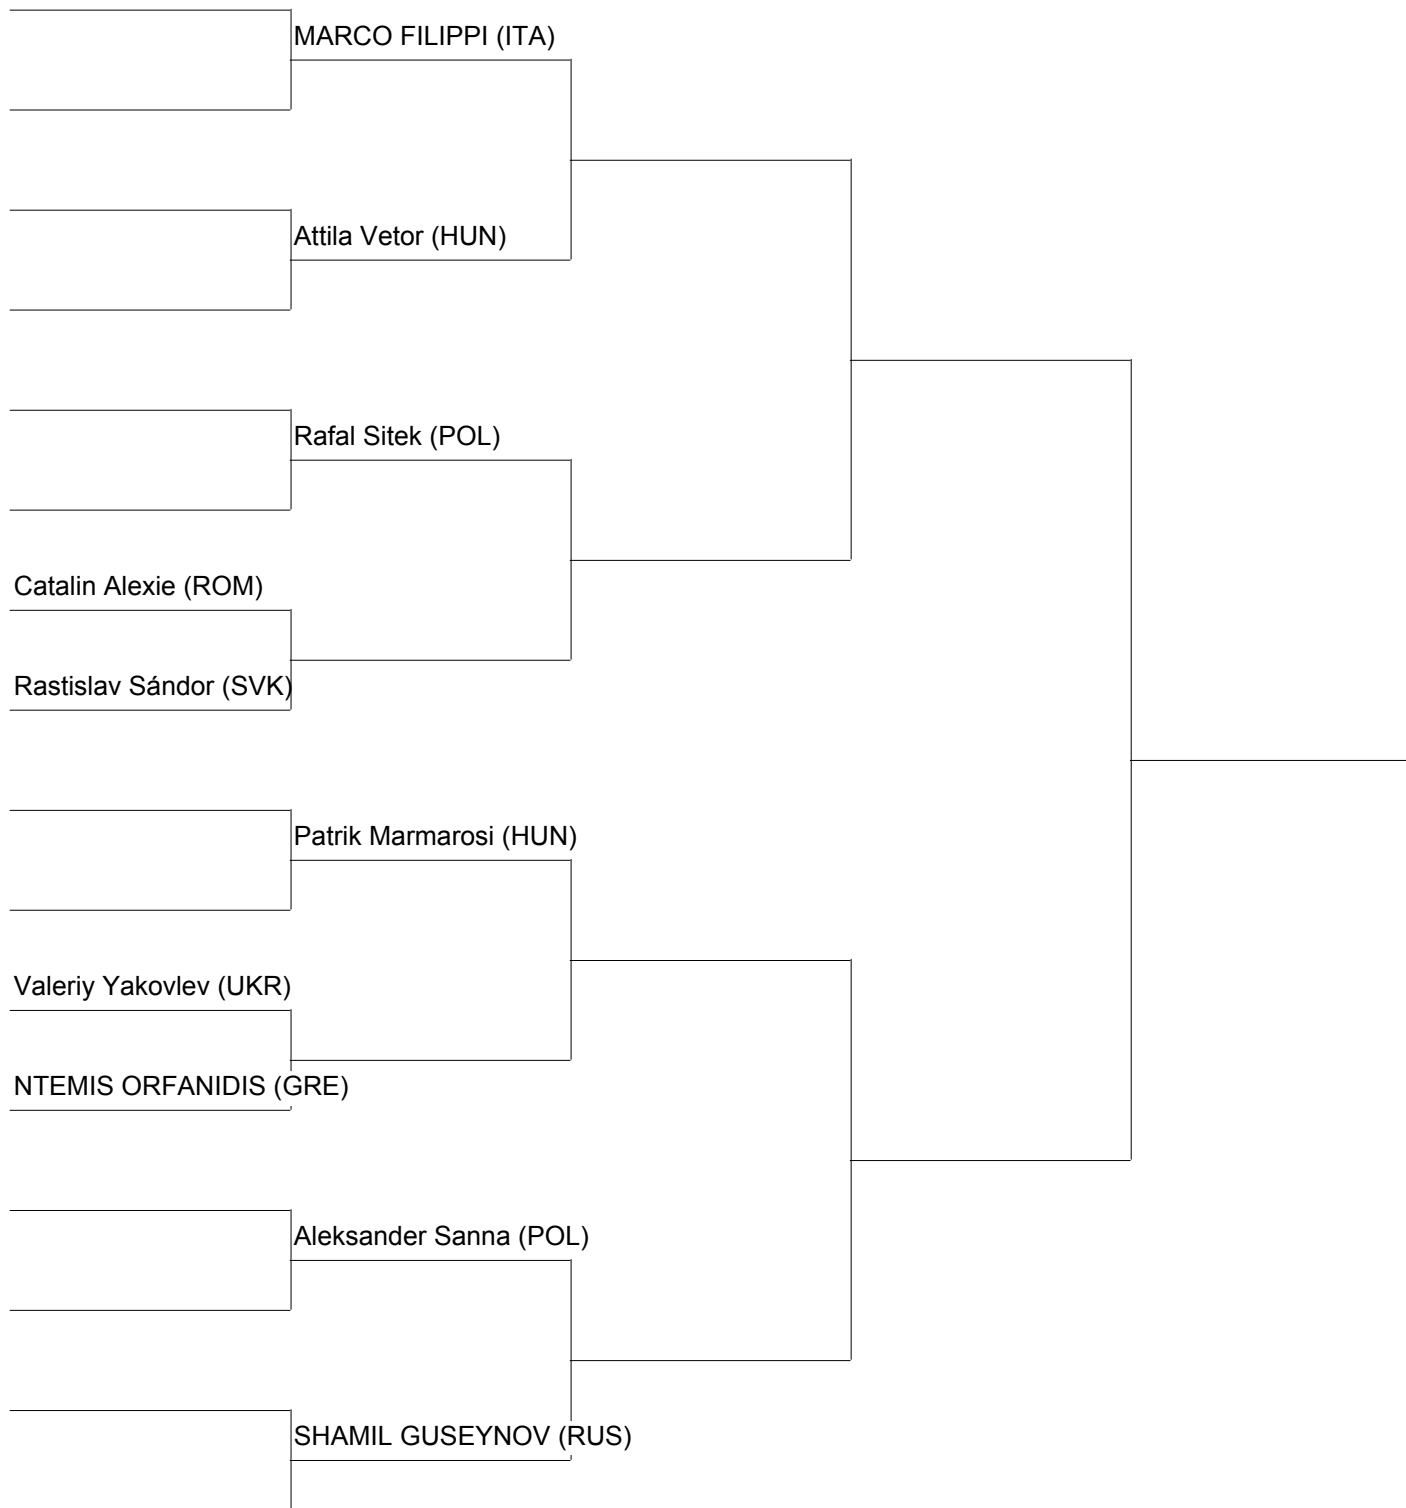 MARCO FILIPPI (ITA)
Attila Vetor (HUN)
Rafal Sitek (POL)
Catalin Alexie (ROM)
Rastislav Sándor (SVK)
Patrik Marmarosi (HUN)
Valeriy Yakovlev (UKR)
NTEMIS ORFANIDIS (GRE)
Aleksander Sanna (POL)
SHAMIL GUSEYNOV (RUS)